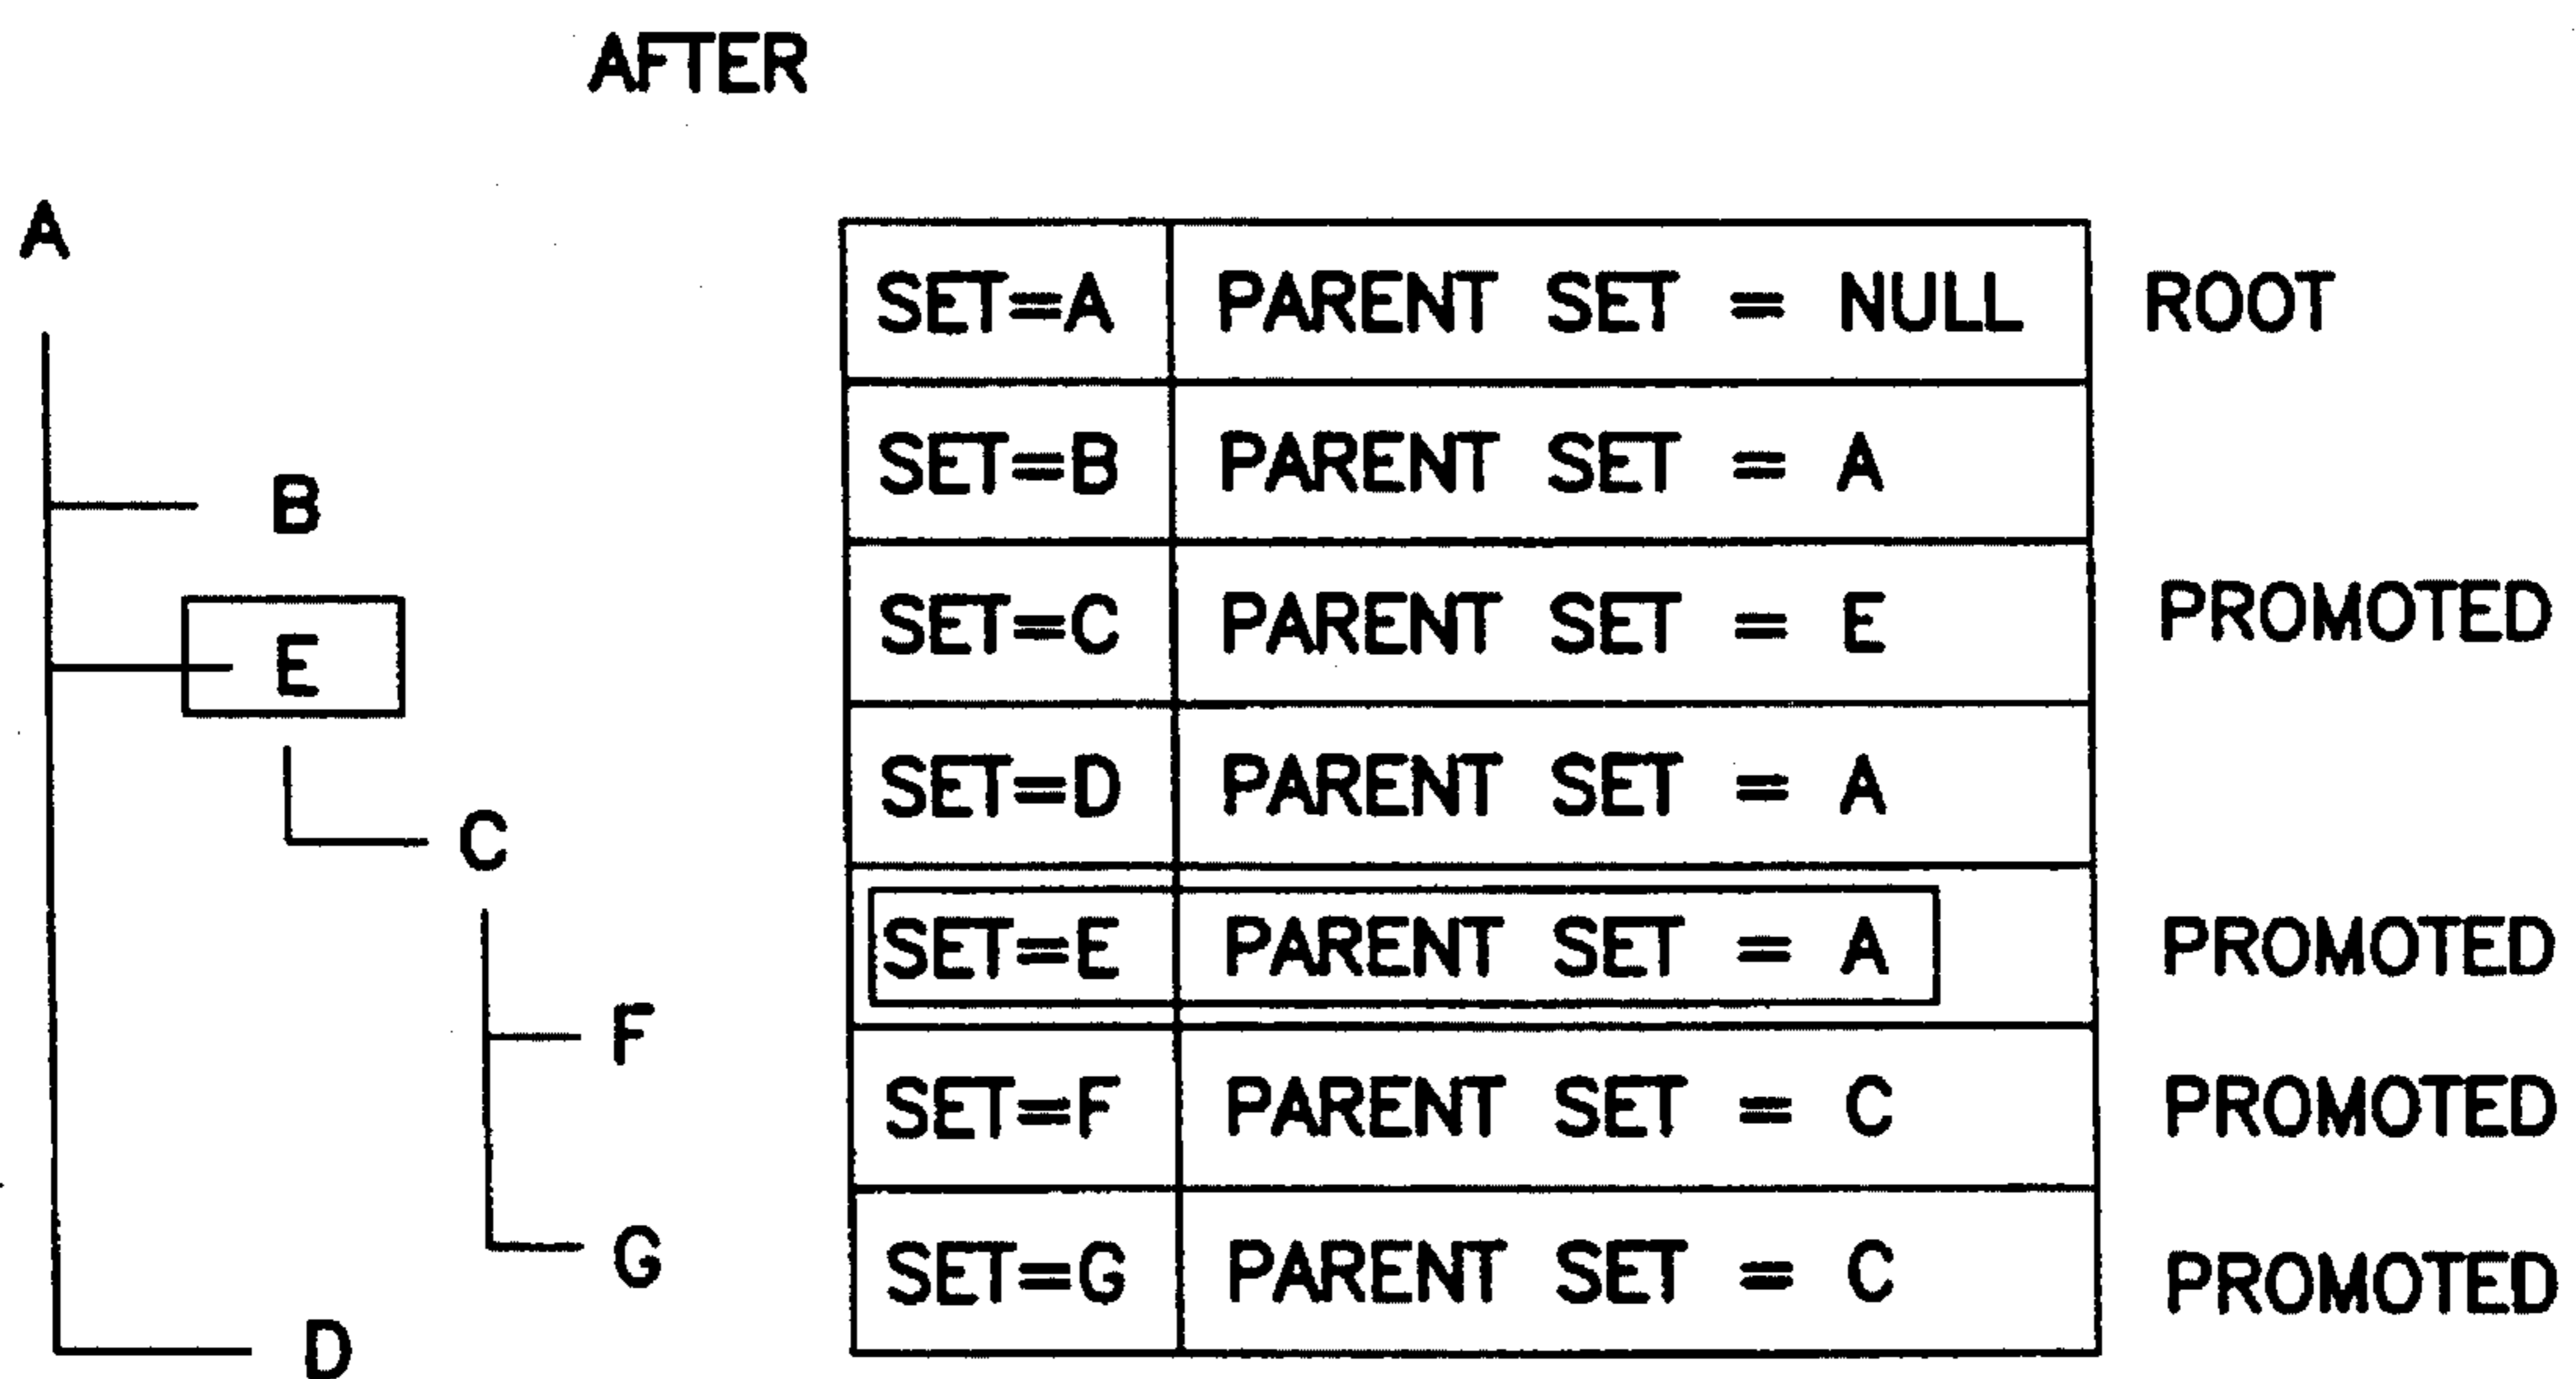 AFTER
A
B
E
C
F
G
D
SET=A PARENT SET = NULL ROOT
SET=B PARENT SET = A
SET=C PARENT SET = E PROMOTED
SET=D PARENT SET = A
SET=E PARENT SET = A PROMOTED
SET=F PARENT SET = C PROMOTED
SET=G PARENT SET = C PROMOTED